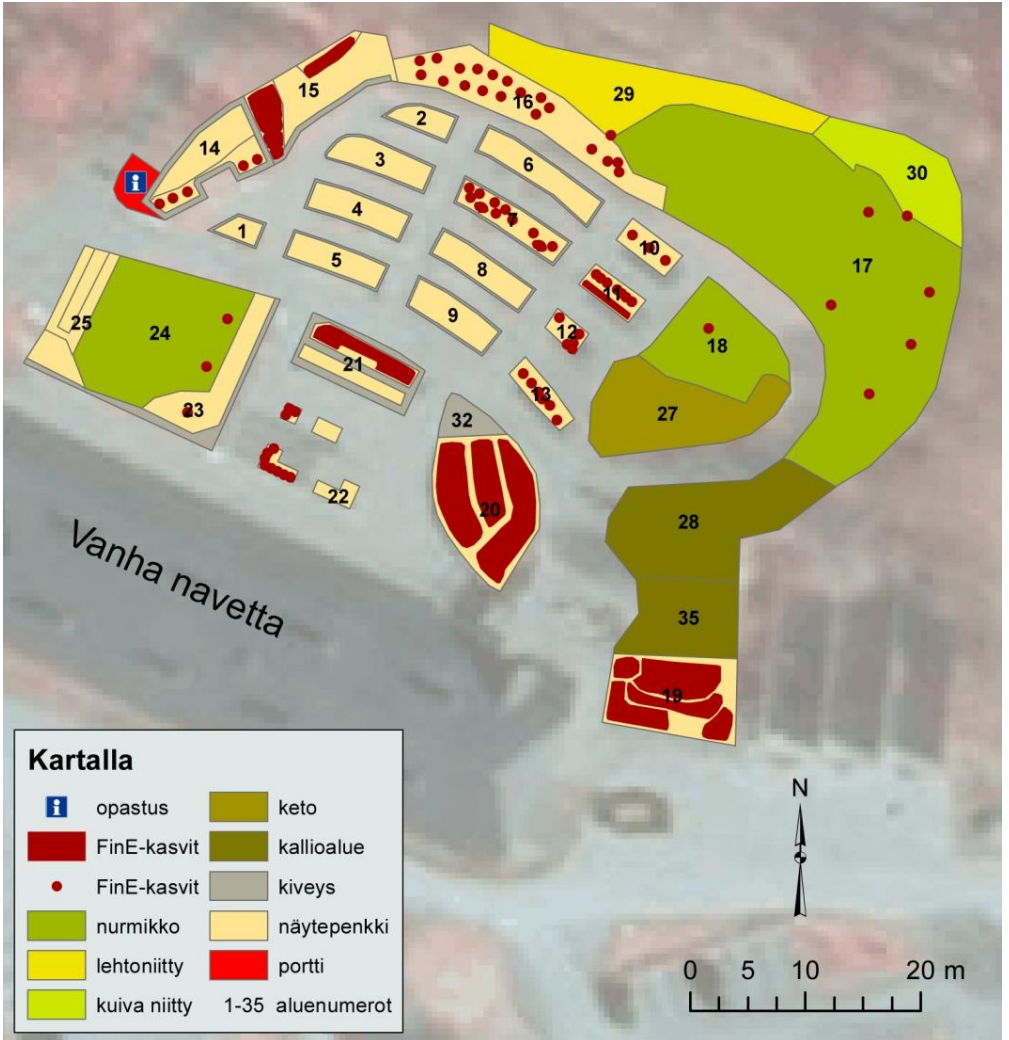 29
15
16
2
14
6
30
3
i
4
7
1
10
17
5
8
11
9
25
24
12
18
21
13
23
27
32
22
20
28
Vanha navetta
35
19
Kartalla
i opastus
FinE-kasvit
FinE-kasvit
nurmikko
lehtoniitty
kuiva niitty
keto
kallioalue
kiveys
näytepenkki
portti
1-35 aluenumerot
N
0 5 10 20 m